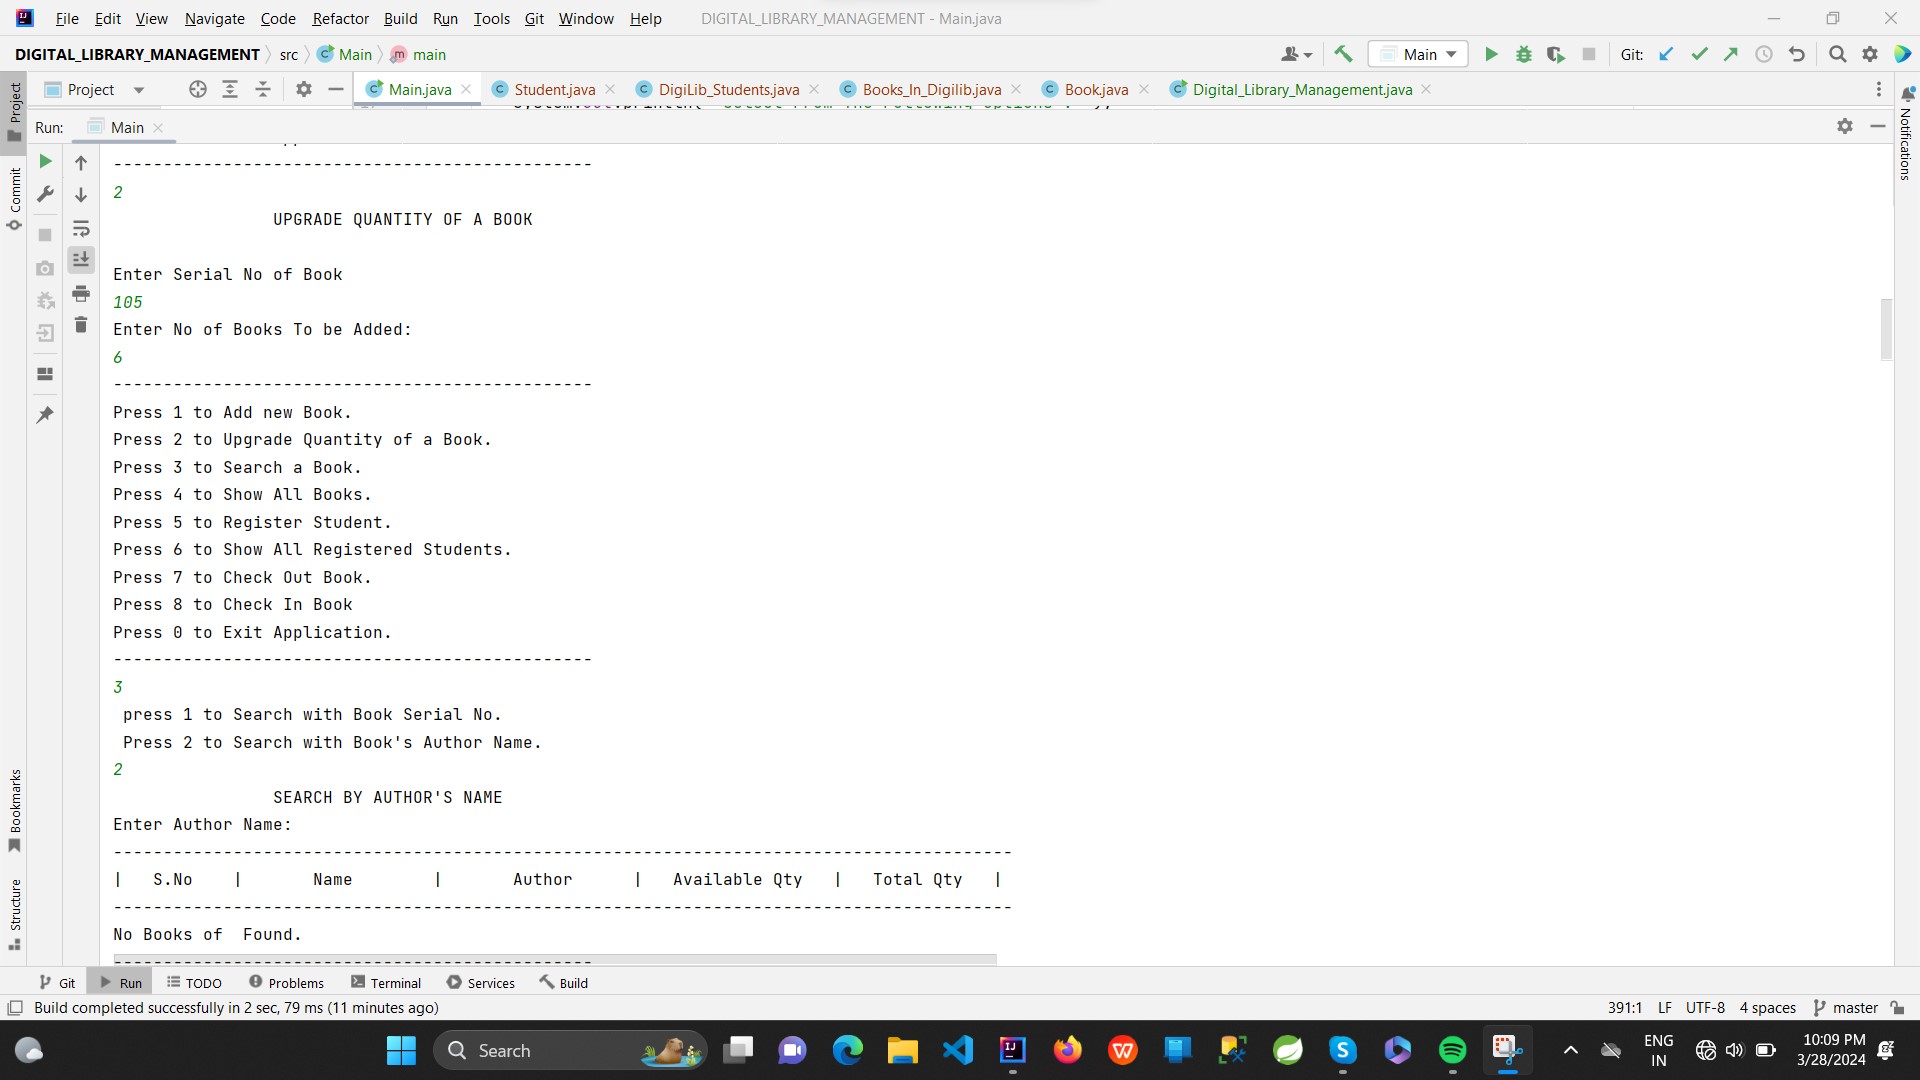 File Edit View Navigate Code Refactor Build Run Tools Git Window Help DIGITAL_LIBRARY_MANAGEMENT - Main.java
DIGITAL_LIBRARY_MANAGEMENT src Main main Main Git:
Project Main.java Student.java DigiLib_Students.java Books_In_Digilib.java Book.java Digital_Library_Management.java
Run: Main
Project
Commit
Bookmarks
Structure
Notifications
-----------------------------------------------
2
UPGRADE QUANTITY OF A BOOK
Enter Serial No of Book
105
Enter No of Books To be Added:
6
-----------------------------------------------
Press 1 to Add new Book.
Press 2 to Upgrade Quantity of a Book.
Press 3 to Search a Book.
Press 4 to Show All Books.
Press 5 to Register Student.
Press 6 to Show All Registered Students.
Press 7 to Check Out Book.
Press 8 to Check In Book
Press 0 to Exit Application.
-----------------------------------------------
3
press 1 to Search with Book Serial No.
Press 2 to Search with Book's Author Name.
2
SEARCH BY AUTHOR'S NAME
Enter Author Name:
------------------------------------------------------------------------------------------
| S.No | Name | Author | Available Qty | Total Qty |
------------------------------------------------------------------------------------------
No Books of  Found.
-----------------------------------------------
Git Run TODO Problems Terminal Services Build
Build completed successfully in 2 sec, 79 ms (11 minutes ago) 391:1 LF UTF-8 4 spaces master
Search ENG 10:09 PM
IN 3/28/2024